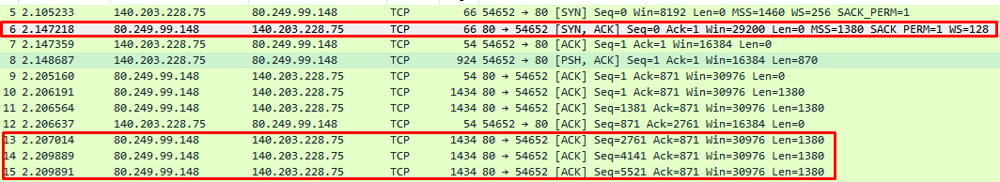 5 2.105233 140.203.228.75 80.249.99.148 TCP 66 54652 → 80 [SYN] Seq=0 Win=8192 Len=0 MSS=1460 WS=256 SACK_PERM=1
6 2.147218 80.249.99.148 140.203.228.75 TCP 66 80 → 54652 [SYN, ACK] Seq=0 Ack=1 Win=29200 Len=0 MSS=1380 SACK_PERM=1 WS=128
7 2.147359 140.203.228.75 80.249.99.148 TCP 54 54652 → 80 [ACK] Seq=1 Ack=1 Win=16384 Len=0
8 2.148687 140.203.228.75 80.249.99.148 TCP 924 54652 → 80 [PSH, ACK] Seq=1 Ack=1 Win=16384 Len=870
9 2.205160 80.249.99.148 140.203.228.75 TCP 54 80 → 54652 [ACK] Seq=1 Ack=871 Win=30976 Len=0
10 2.206191 80.249.99.148 140.203.228.75 TCP 1434 80 → 54652 [ACK] Seq=1 Ack=871 Win=30976 Len=1380
11 2.206564 80.249.99.148 140.203.228.75 TCP 1434 80 → 54652 [ACK] Seq=1381 Ack=871 Win=30976 Len=1380
12 2.206637 140.203.228.75 80.249.99.148 TCP 54 54652 → 80 [ACK] Seq=871 Ack=2761 Win=16384 Len=0
13 2.207014 80.249.99.148 140.203.228.75 TCP 1434 80 → 54652 [ACK] Seq=2761 Ack=871 Win=30976 Len=1380
14 2.209889 80.249.99.148 140.203.228.75 TCP 1434 80 → 54652 [ACK] Seq=4141 Ack=871 Win=30976 Len=1380
15 2.209891 80.249.99.148 140.203.228.75 TCP 1434 80 → 54652 [ACK] Seq=5521 Ack=871 Win=30976 Len=1380